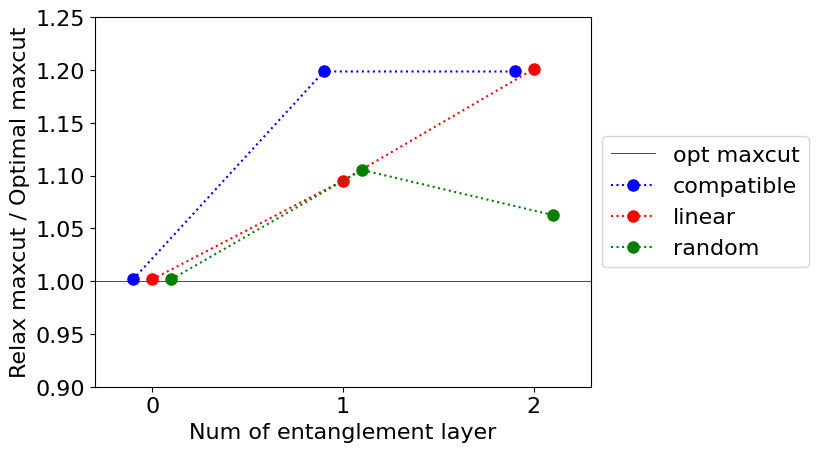 Relax maxcut / Optimal maxcut
1.25
1.20
1.15
1.10
1.05
1.00
0.95
0.90
0
1
2
Num of entanglement layer
opt maxcut
compatible
linear
random